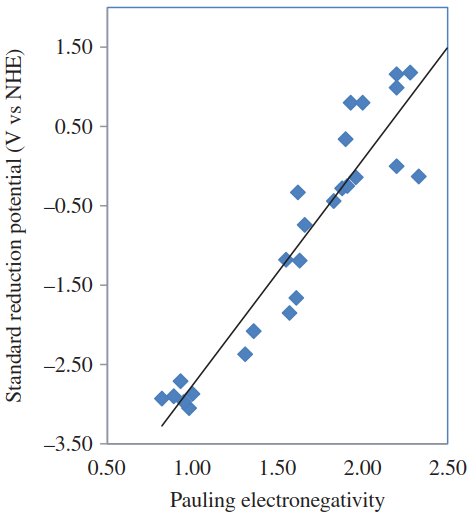 Standard reduction potential (V vs NHE)
1.50
0.50
–0.50
–1.50
–2.50
–3.50
0.50 1.00 1.50 2.00 2.50
Pauling electronegativity